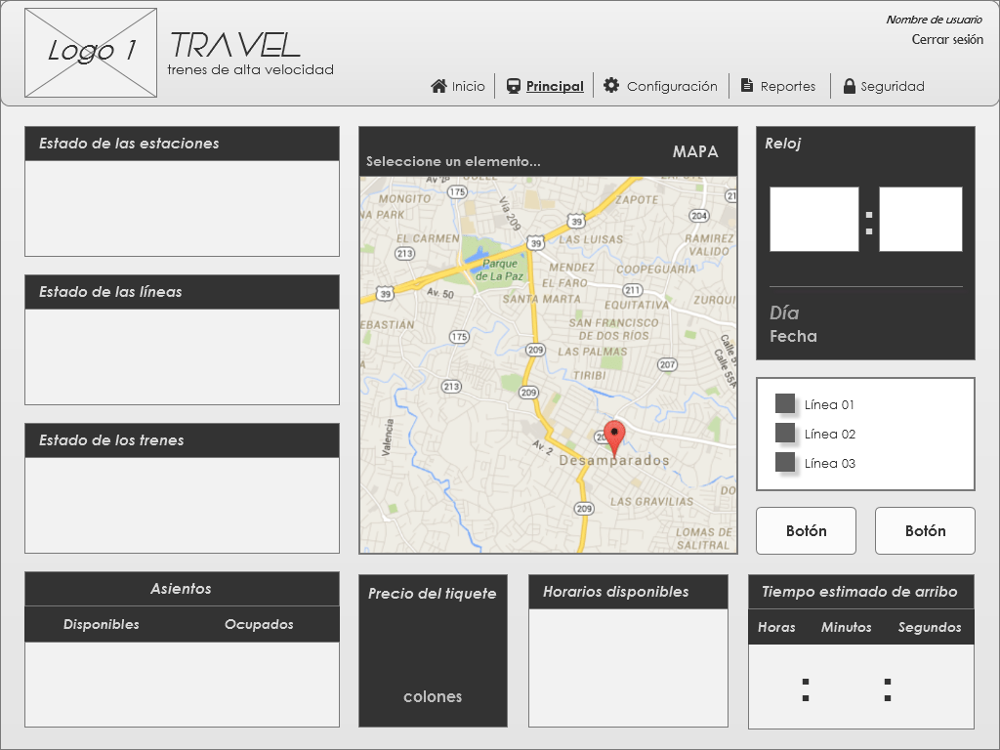 Nombre de usuario
Cerrar sesión
Logo 1
TRAVEL
trenes de alta velocidad
Inicio
Principal
Configuración
Reportes
Seguridad
Estado de las estaciones
Estado de las líneas
Estado de los trenes
Asientos
Disponibles Ocupados
MAPA
Seleccione un elemento...
175
MONGITO
NA PARK
Vía 209
ZAPOTE
39
204
EL CARMEN
39
LAS LUISAS
RAMIREZ
VALIDO
213
Parque
de La Paz
MENDEZ
COOPEGUARIA
EL FARO
39
Av. 50
SANTA MARTA
211
ZURQUI
EQUITATIVA
EBASTIÁN
SAN FRANCISCO
DE DOS RÍOS
175
209
LAS PALMAS
Calle 55A
207
TIRIBI
213
209
Valencia
Av. 2
Desamparados
209
LAS GRAVILIAS
LOMAS DE
SALITRAL
Reloj
:
Día
Fecha
Línea 01
Línea 02
Línea 03
Botón
Botón
Precio del tiquete
colones
Horarios disponibles
Tiempo estimado de arribo
Horas Minutos Segundos
: :